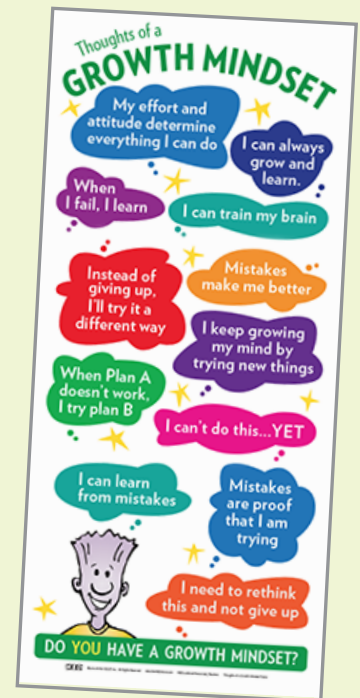 Thoughts of a
GROWTH MINDSET
My effort and
attitude determine
everything I can do
I can always
grow and
learn.
When
I fail, I learn
I can train my brain
Instead of
giving up,
I'll try it a
different way
Mistakes
make me better
I keep growing
my mind by
trying new things
When Plan A
doesn't work,
I try plan B
I can't do this...YET
I can learn
from mistakes
Mistakes
are proof
that I am
trying
I need to rethink
this and not give up
DO YOU HAVE A GROWTH MINDSET?